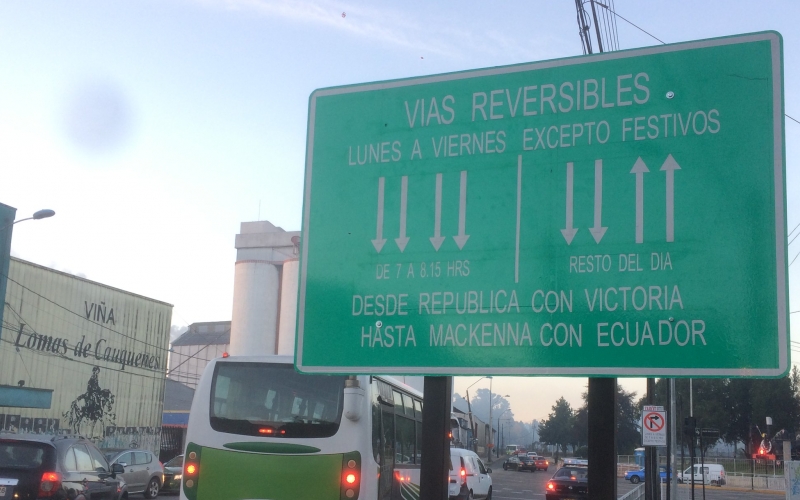 VIAS REVERSIBLES
LUNES A VIERNES EXCEPTO FESTIVOS
DE 7 A 8.15 HRS
RESTO DEL DIA
DESDE REPUBLICA CON VICTORIA
HASTA MACKENNA CON ECUADOR
VIÑA
Lomas de Cauquenes